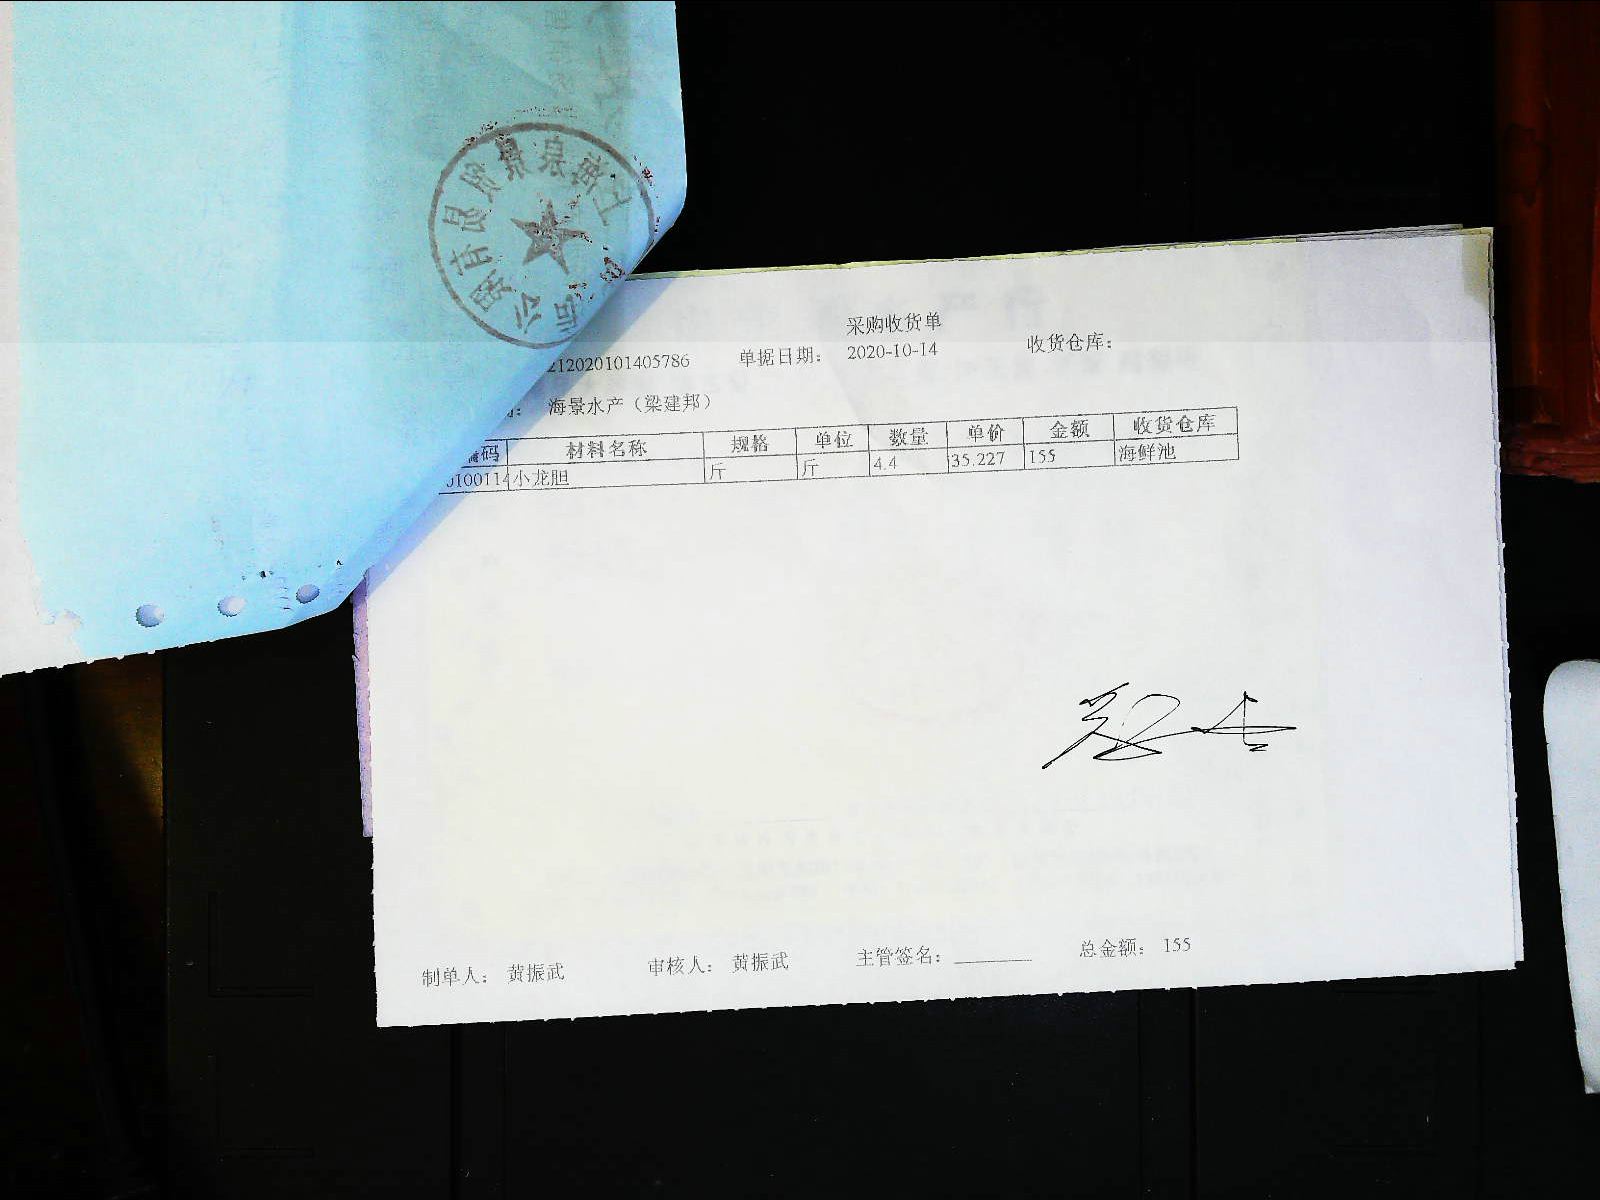 采购收货单
212020101405786 单据日期： 2020-10-14 收货仓库：
海景水产（梁建邦）
编码 材料名称 规格 单位 数量 单价 金额 收货仓库
0100114 小龙胆 斤 斤 4.4 35.227 155 海鲜池
制单人： 黄振武 审核人： 黄振武 主管签名： 总金额： 155